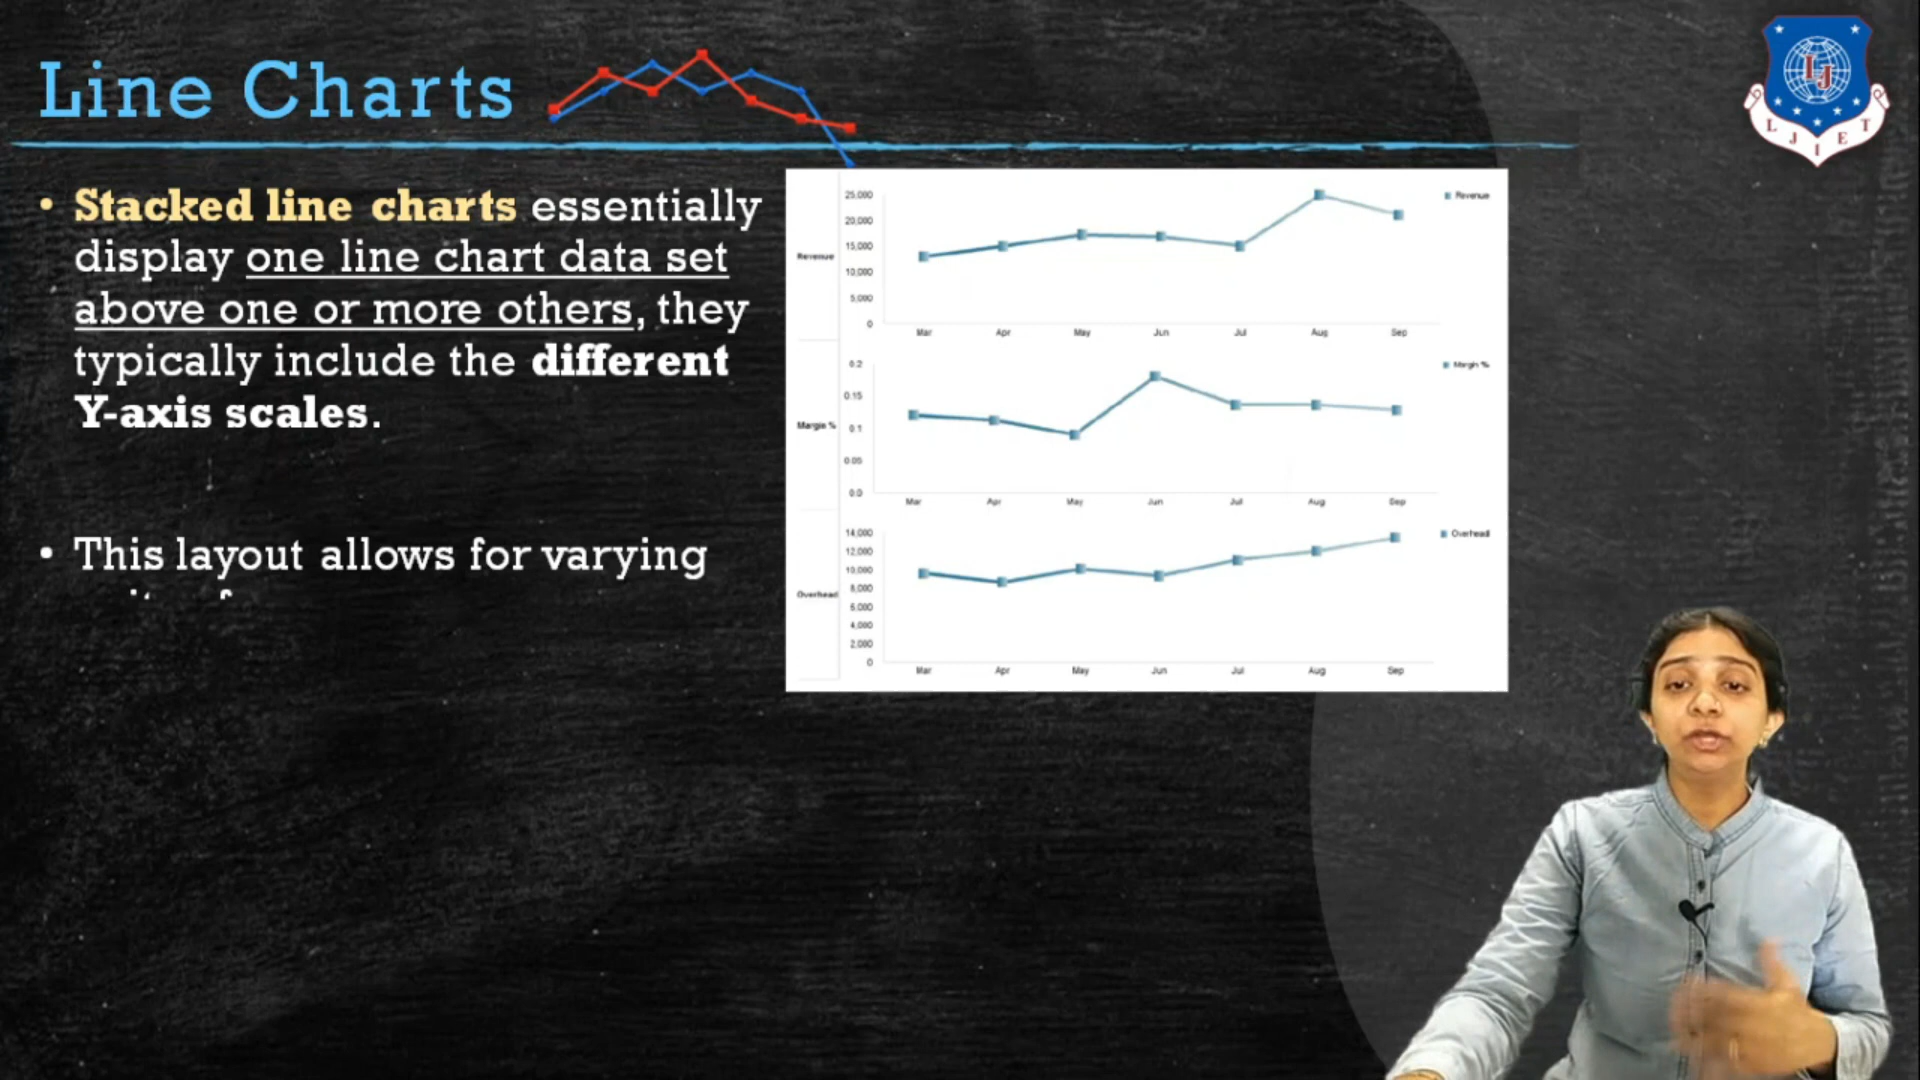 Line Charts
L J I E T
• Stacked line charts essentially
display one line chart data set
above one or more others, they
typically include the different
Y-axis scales.
• This layout allows for varying
Revenue
25,000
20,000
15,000
10,000
5,000
0
Mar Apr May Jun Jul Aug Sep
Revenue
Margin %
0.2
0.15
0.1
0.05
0.0
Mar Apr May Jun Jul Aug Sep
Margin %
Overhead
14,000
12,000
10,000
8,000
6,000
4,000
2,000
0
Mar Apr May Jun Jul Aug Sep
Overhead